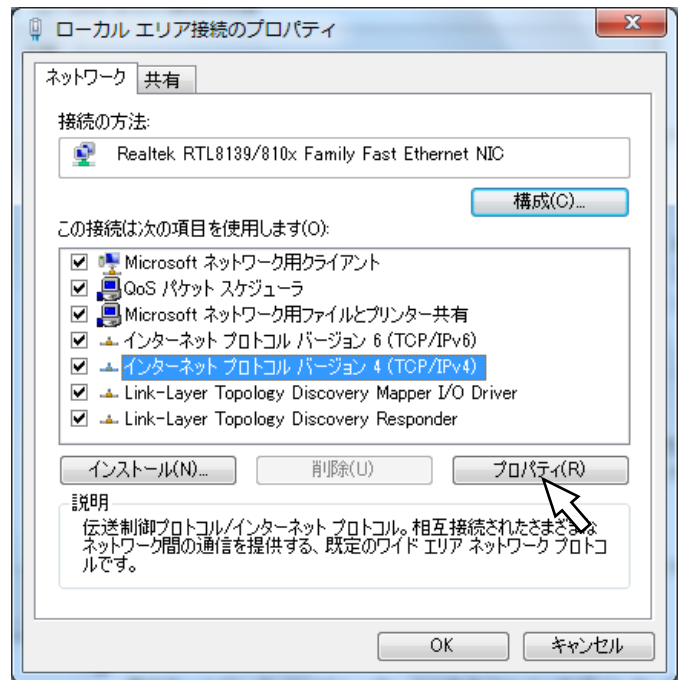 ローカル エリア接続のプロパティ
ネットワーク 共有
接続の方法:
Realtek RTL8139/810x Family Fast Ethernet NIC
構成(C)...
この接続は次の項目を使用します(O):
Microsoft ネットワーク用クライアント
QoS パケット スケジューラ
Microsoft ネットワーク用ファイルとプリンター共有
インターネット プロトコル バージョン 6 (TCP/IPv6)
インターネット プロトコル バージョン 4 (TCP/IPv4)
Link-Layer Topology Discovery Mapper I/O Driver
Link-Layer Topology Discovery Responder
インストール(N)... 削除(U) プロパティ(R)
説明
伝送制御プロトコル/インターネット プロトコル。相互接続されたさまざまな
ネットワーク間の通信を提供する、既定のワイド エリア ネットワーク プロトコ
ルです。
OK キャンセル